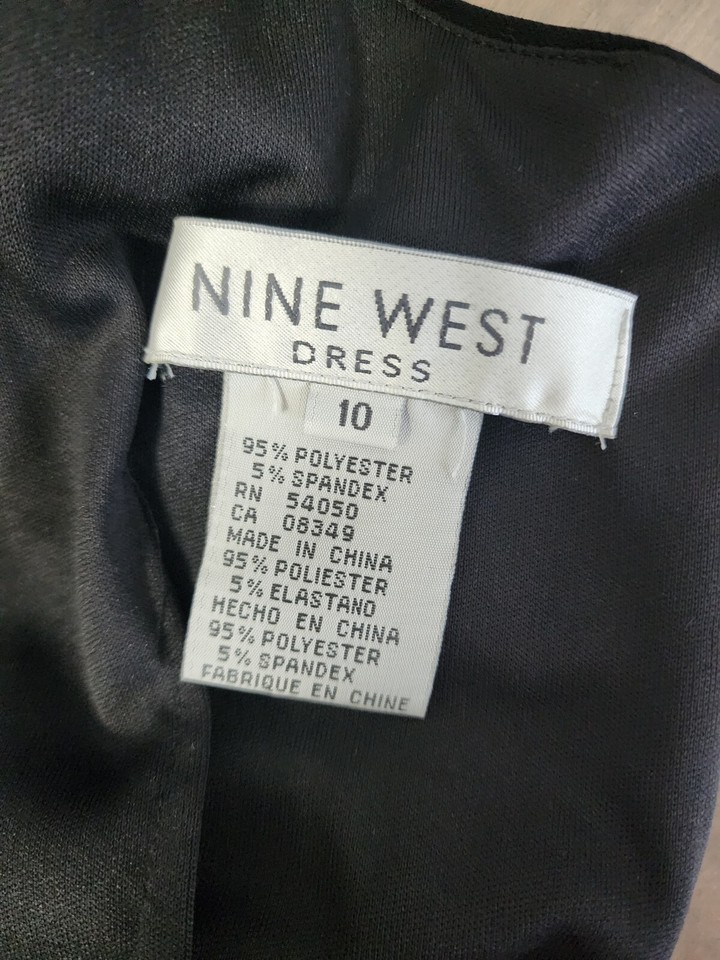 NINE WEST
DRESS
10
95% POLYESTER
5% SPANDEX
RN 54050
CA 08349
MADE IN CHINA
95% POLIESTER
5% ELASTANO
HECHO EN CHINA
95% POLYESTER
5% SPANDEX
FABRIQUE EN CHINE